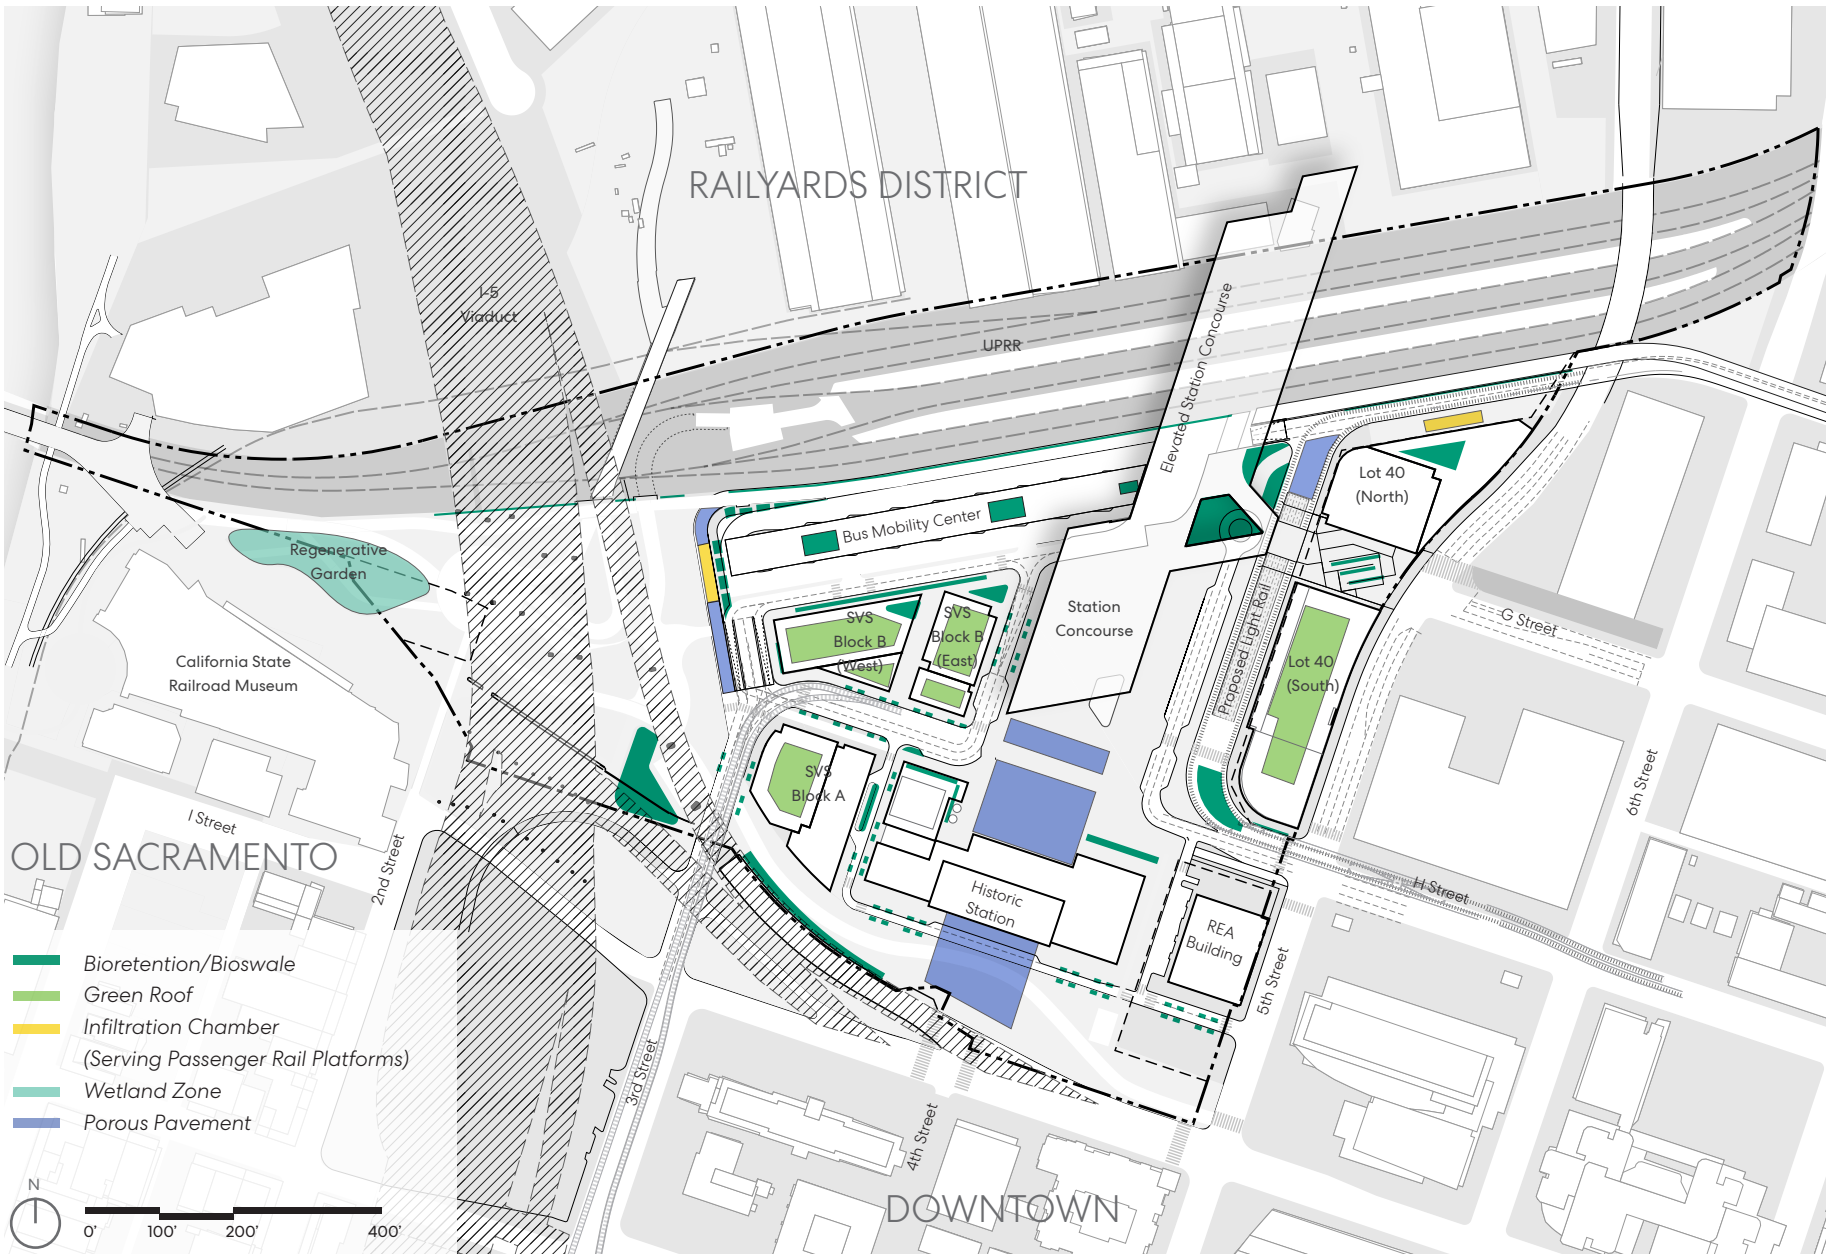 RAILYARDS DISTRICT
I-5
Viaduct
UPRR
Elevated Station Concourse
Lot 40
(North)
Bus Mobility Center
Regenerative
Garden
Station
Concourse
SVS
Block B
(West)
SVS
Block B
(East)
G Street
California State
Railroad Museum
Proposed Light Rail
Lot 40
(South)
6th Street
SVS
Block A
I Street
OLD SACRAMENTO
2nd Street
H Street
Historic
Station
REA
Building
5th Street
Bioretention/Bioswale
Green Roof
Infiltration Chamber
(Serving Passenger Rail Platforms)
Wetland Zone
Porous Pavement
3rd Street
4th Street
DOWNTOWN
N
0' 100' 200' 400'